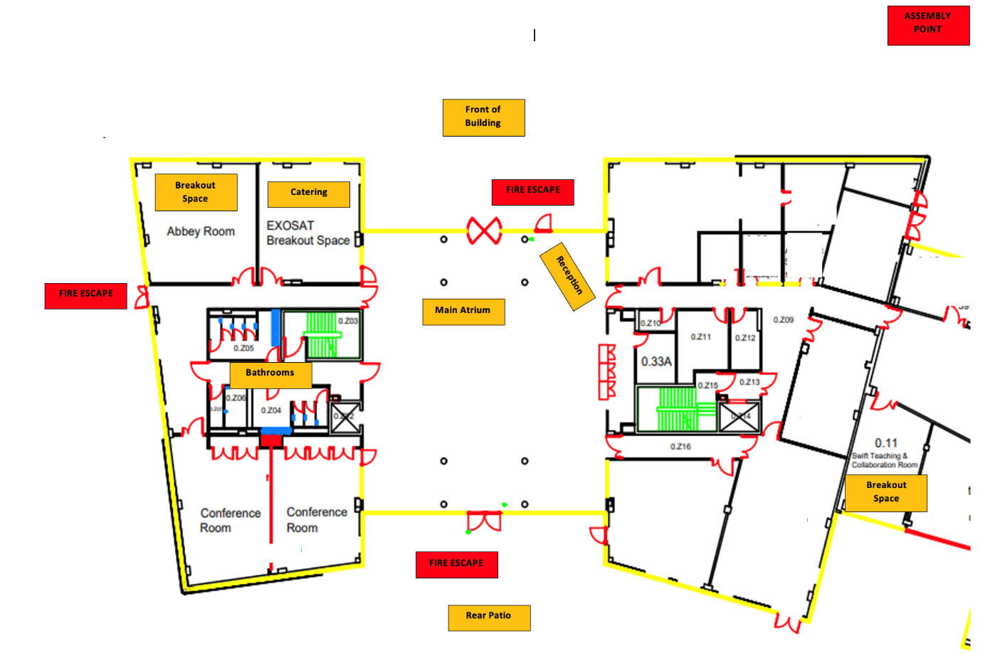 ASSEMBLY
POINT
Front of
Building
Breakout
Space
Catering
FIRE ESCAPE
Abbey Room
EXOSAT
Breakout Space
Reception
FIRE ESCAPE
Main Atrium
0.Z03
0.Z05
0.Z10
0.Z11
0.Z12
0.Z09
0.33A
Bathrooms
0.Z06
0.Z04
0.Z15
0.Z13
0.Z16
0.11
Swift Teaching &
Collaboration Room
Breakout
Space
Conference
Room
Conference
Room
FIRE ESCAPE
Rear Patio